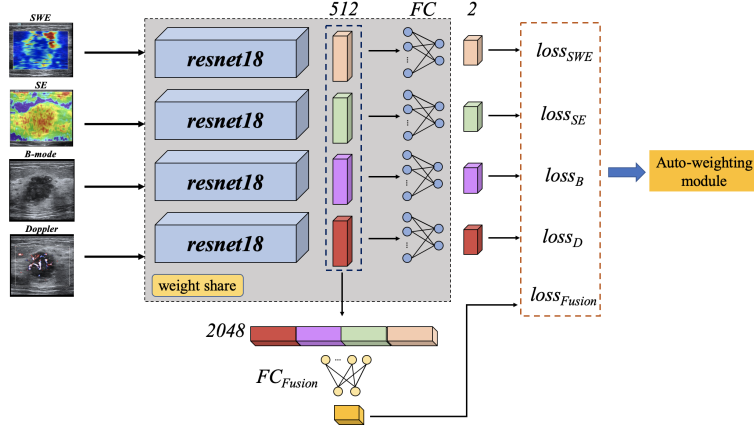 512 FC 2
SWE
resnet18
loss_SWE
SE
resnet18
loss_SE
B-mode
resnet18
loss_B
Auto-weighting
module
Doppler
resnet18
loss_D
weight share
loss_Fusion
2048
FC_Fusion